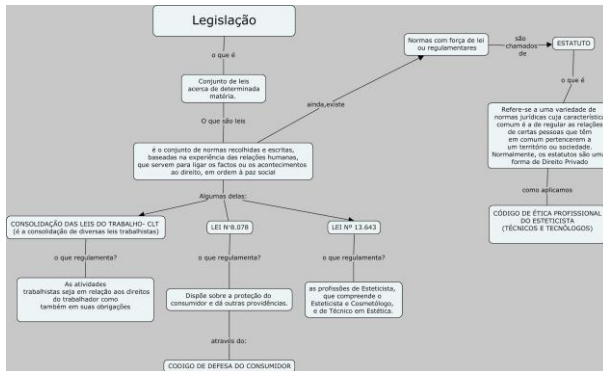 Legislação
o que é
Conjunto de leis
acerca de determinada
matéria.
O que são leis
é o conjunto de normas recolhidas e escritas,
baseadas na experiência das relações humanas,
que servem para ligar os factos ou os acontecimentos
ao direito, em ordem à paz social
ainda,existe
Normas com força de lei
ou regulamentares
são
chamados
de
ESTATUTO
o que é
Refere-se a uma variedade de
normas jurídicas cuja característica
comum é a de regular as relações
de certas pessoas que têm
em comum pertencerem a
um território ou sociedade.
Normalmente, os estatutos são uma
forma de Direito Privado
como aplicamos
CÓDIGO DE ÉTICA PROFISSIONAL
DO ESTETICISTA
(TÉCNICOS E TECNÓLOGOS)
Algumas delas:
CONSOLIDAÇÃO DAS LEIS DO TRABALHO- CLT
(é a consolidação de diversas leis trabalhistas)
o que regulamenta?
As atividades
trabalhistas seja em relação aos direitos
do trabalhador como
também em suas obrigações
LEI N°8.078
o que regulamenta?
Dispõe sobre a proteção do
consumidor e dá outras providências.
através do:
CODIGO DE DEFESA DO CONSUMIDOR
LEI Nº 13.643
o que regulamenta?
as profissões de Esteticista,
que compreende o
Esteticista e Cosmetólogo,
e de Técnico em Estética.